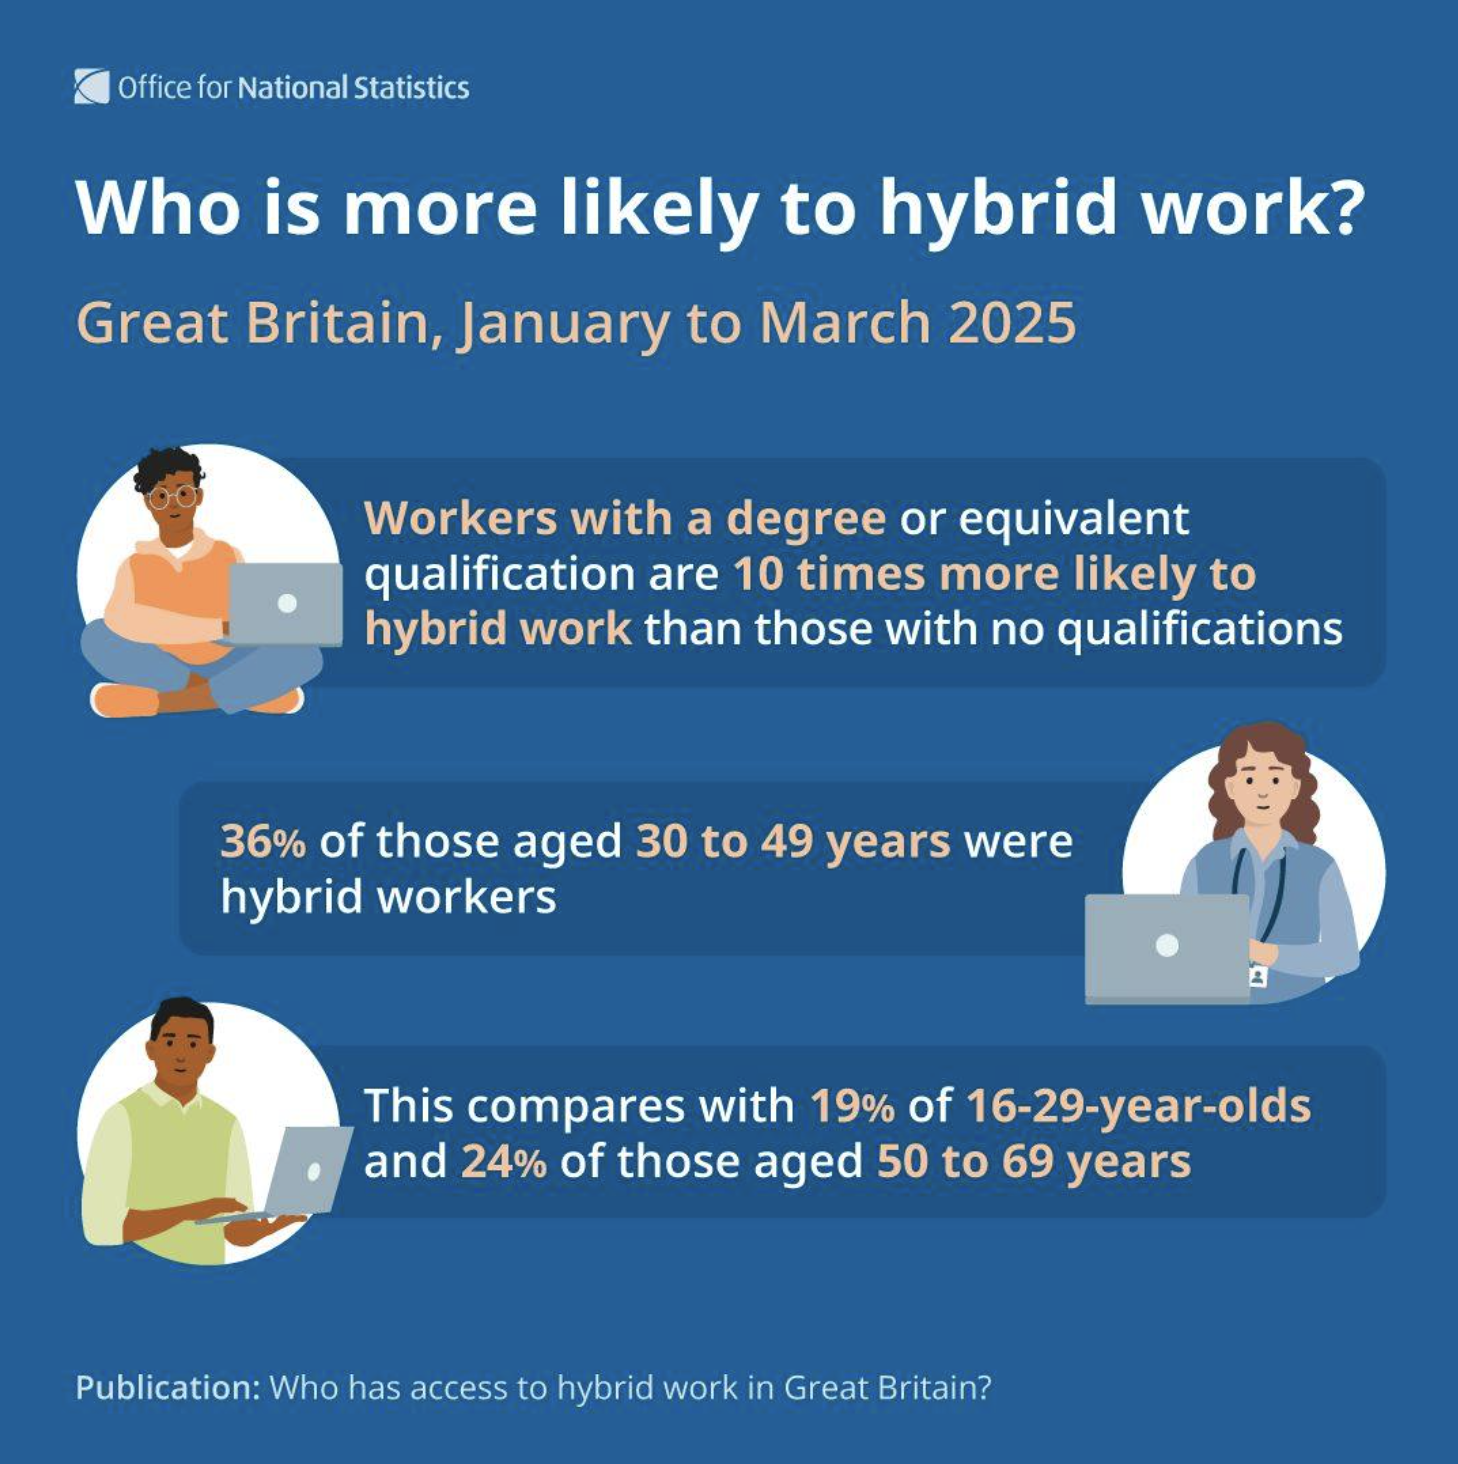 Office for National Statistics
Who is more likely to hybrid work?
Great Britain, January to March 2025
Workers with a degree or equivalent
qualification are 10 times more likely to
hybrid work than those with no qualifications
36% of those aged 30 to 49 years were
hybrid workers
This compares with 19% of 16-29-year-olds
and 24% of those aged 50 to 69 years
Publication: Who has access to hybrid work in Great Britain?